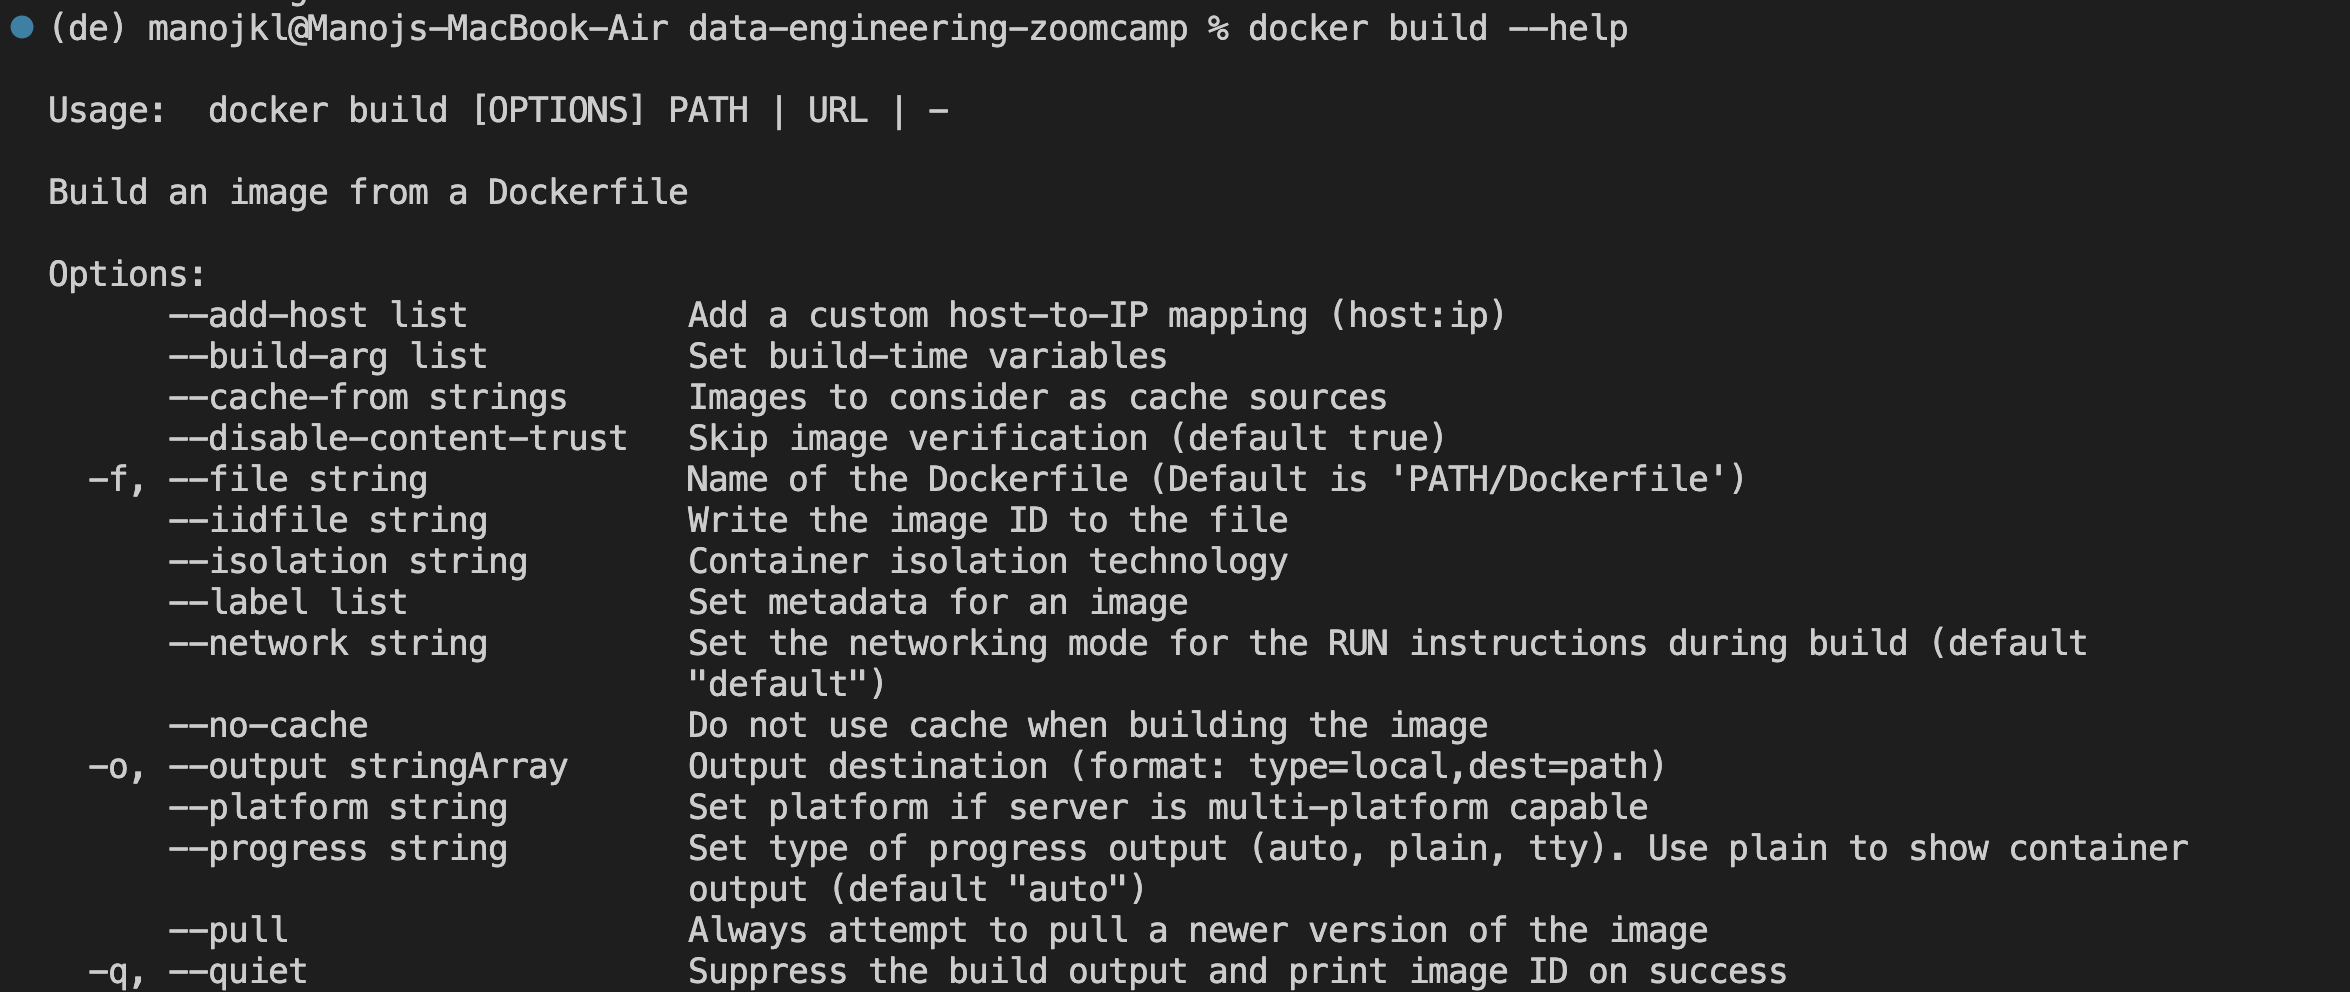 (de) manojkl@Manojs-MacBook-Air data-engineering-zoomcamp % docker build --help
Usage:  docker build [OPTIONS] PATH | URL | -
Build an image from a Dockerfile
Options:
      --add-host list           Add a custom host-to-IP mapping (host:ip)
      --build-arg list          Set build-time variables
      --cache-from strings      Images to consider as cache sources
      --disable-content-trust   Skip image verification (default true)
  -f, --file string             Name of the Dockerfile (Default is 'PATH/Dockerfile')
      --iidfile string          Write the image ID to the file
      --isolation string        Container isolation technology
      --label list              Set metadata for an image
      --network string          Set the networking mode for the RUN instructions during build (default
                                "default")
      --no-cache                Do not use cache when building the image
  -o, --output stringArray      Output destination (format: type=local,dest=path)
      --platform string         Set platform if server is multi-platform capable
      --progress string         Set type of progress output (auto, plain, tty). Use plain to show container
                                output (default "auto")
      --pull                    Always attempt to pull a newer version of the image
  -q, --quiet                   Suppress the build output and print image ID on success